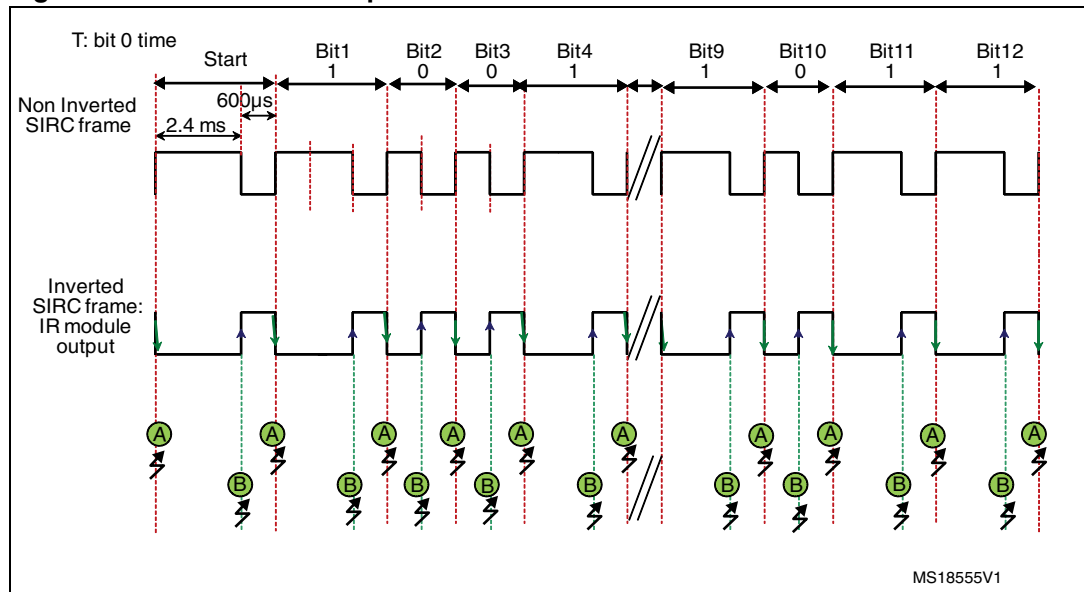 T: bit 0 time
Start
Bit1
1
Bit2
0
Bit3
0
Bit4
1
Bit9
1
Bit10
0
Bit11
1
Bit12
1
Non Inverted
SIRC frame
600µs
2.4 ms
Inverted
SIRC frame:
IR module
output
A A A A A A A A A A
B B B B B B B B B
MS18555V1